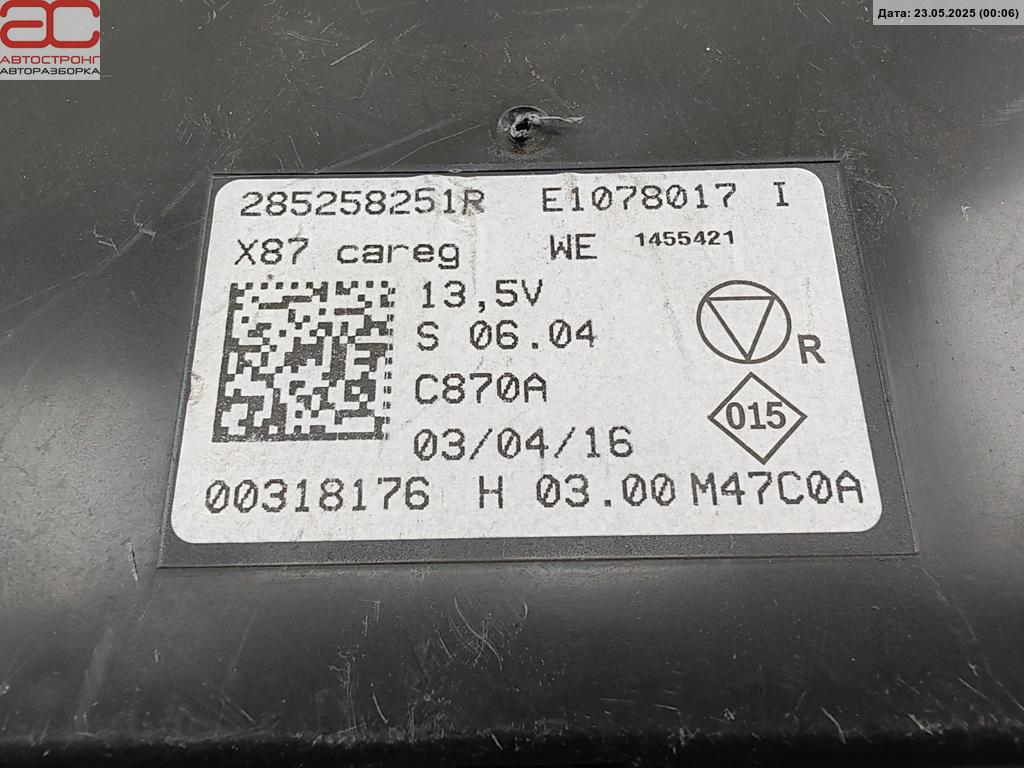 АВТОСТРОНГ
АВТОРАЗБОРКА
Дата: 23.05.2025 (00:06)
285258251R E1078017 I
X87 careg WE 1455421
13,5V
S 06.04
R
C870A
015
03/04/16
00318176 H 03.00 M47C0A